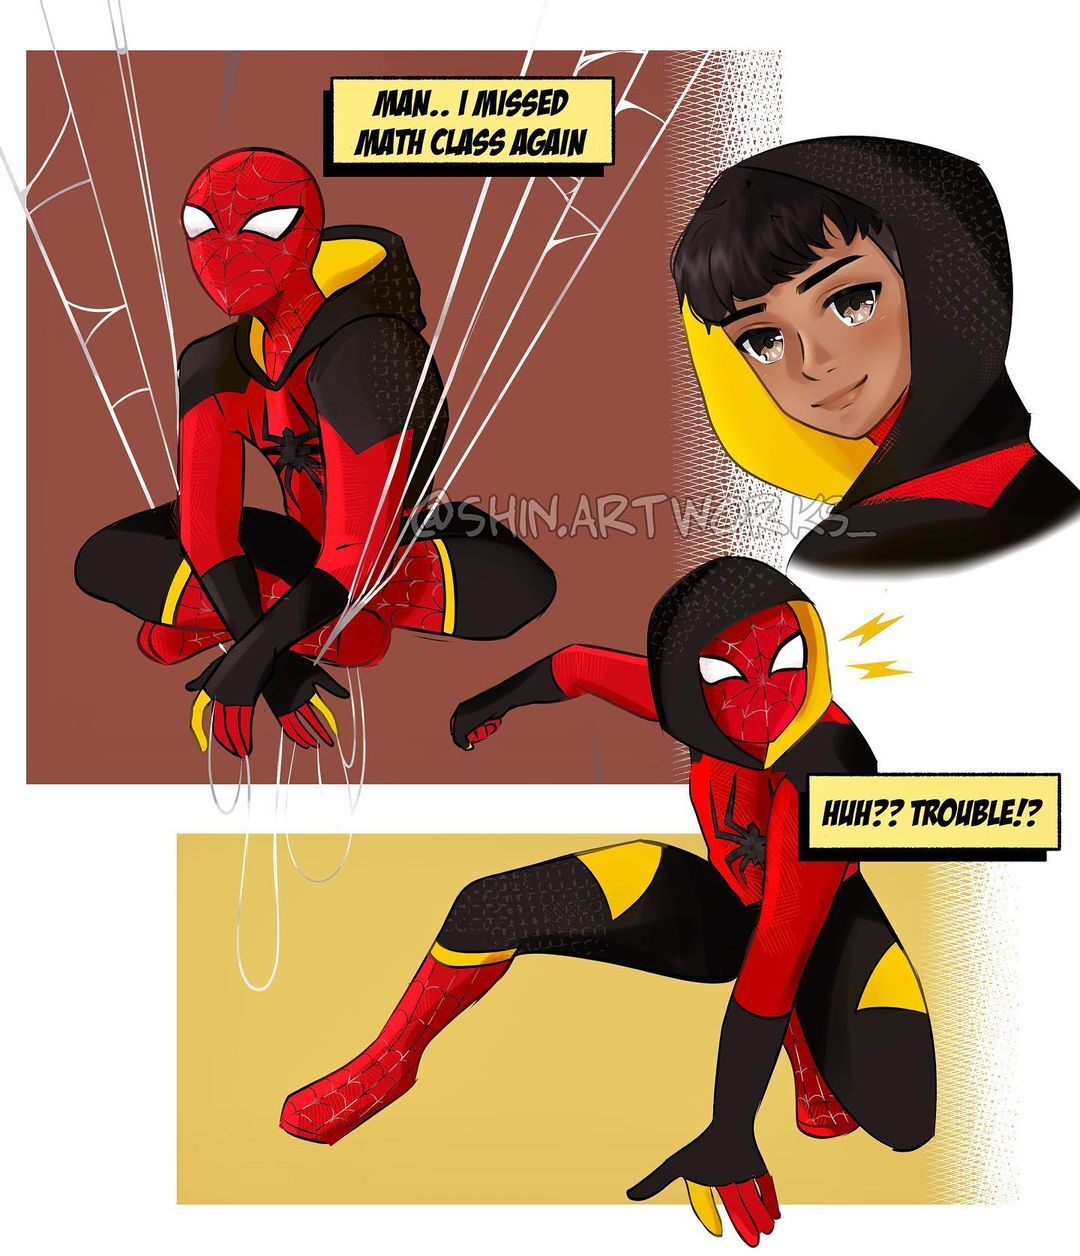 MAN.. I MISSED
MATH CLASS AGAIN
@SHIN.ARTWORKS_
HUH?? TROUBLE!?